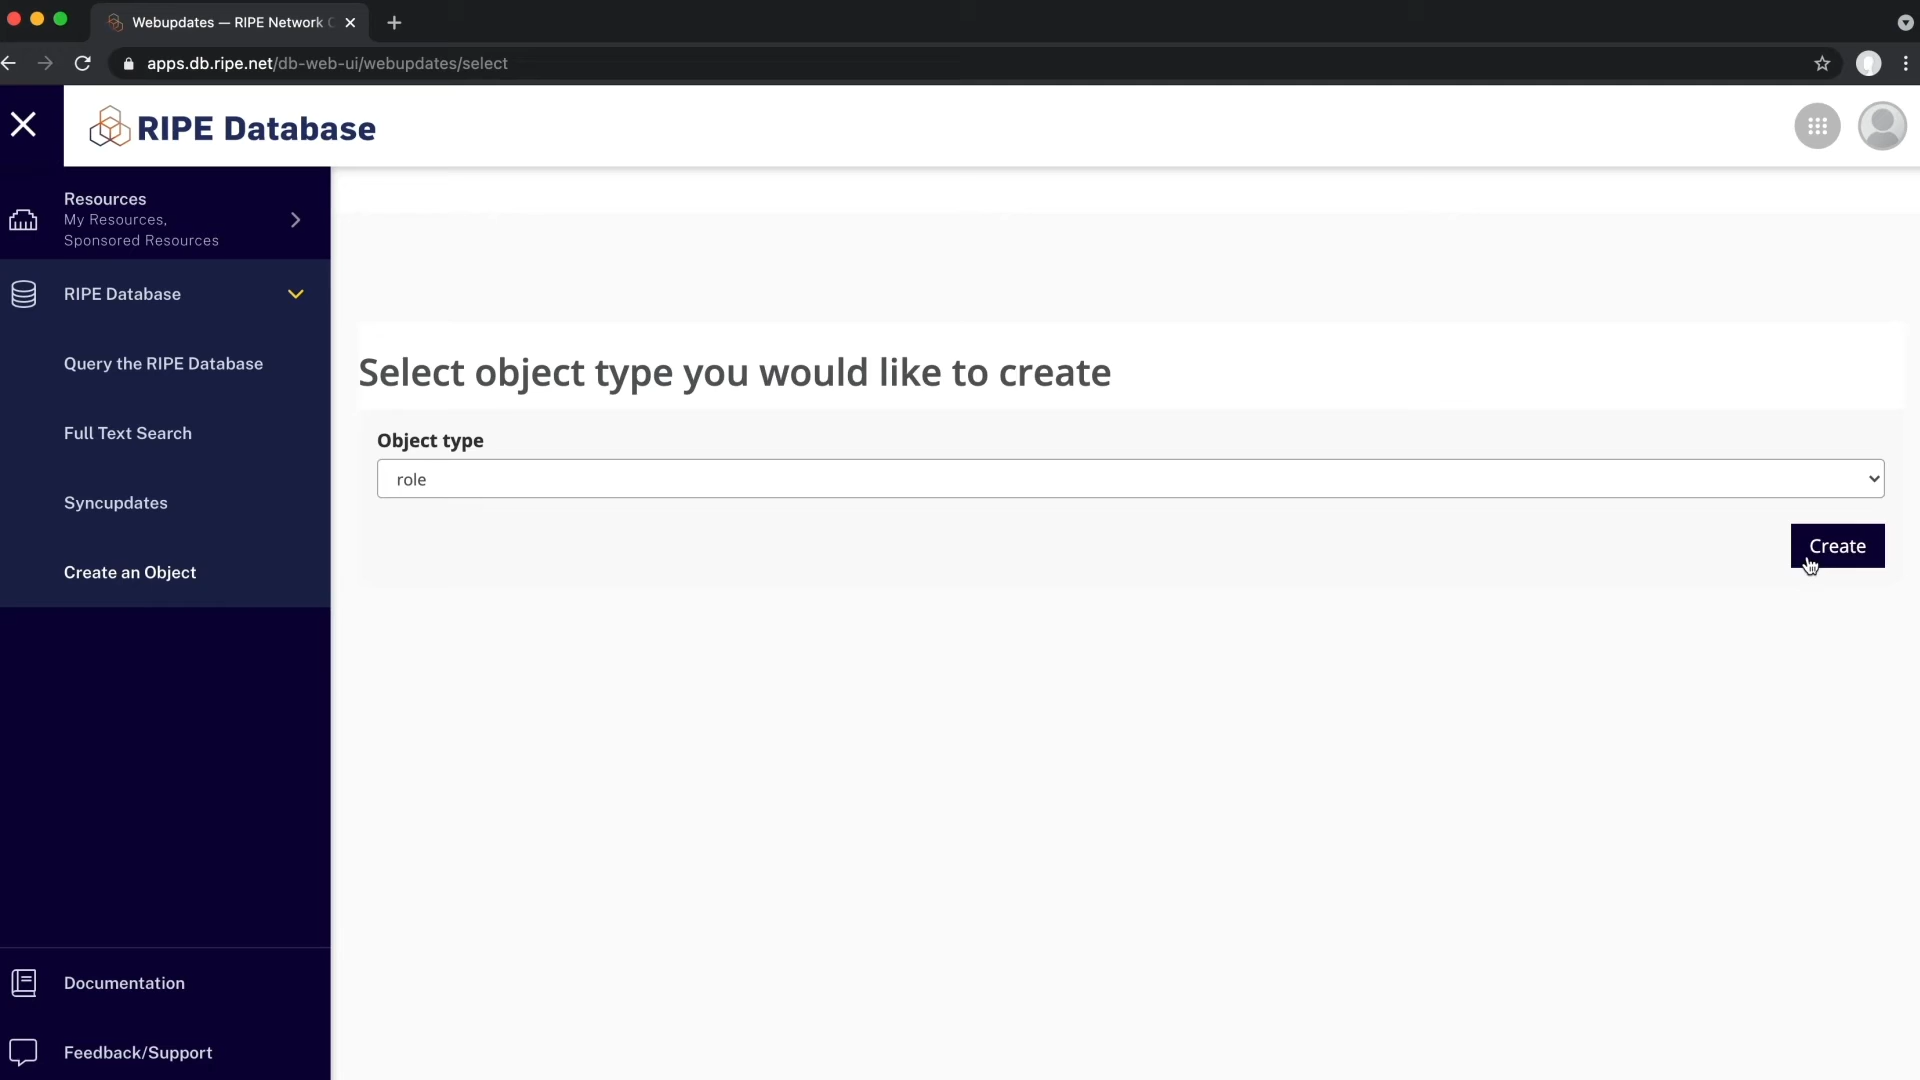 Webupdates — RIPE Network
apps.db.ripe.net/db-web-ui/webupdates/select
RIPE Database
Resources
My Resources,
Sponsored Resources
RIPE Database
Query the RIPE Database
Full Text Search
Syncupdates
Create an Object
Documentation
Feedback/Support
Select object type you would like to create
Object type
role
Create